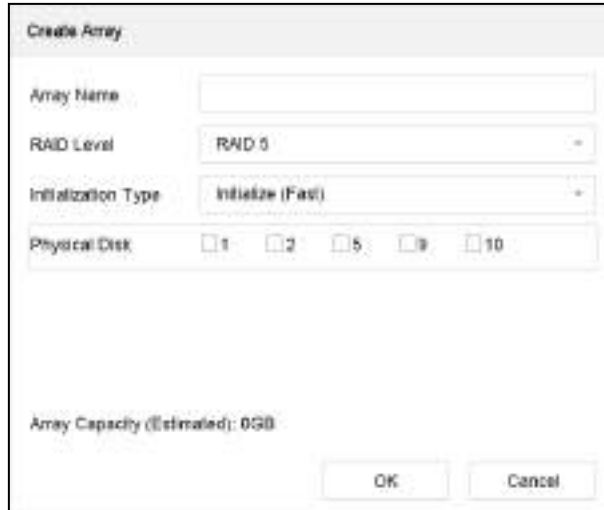 Create Array
Array Name
RAID Level RAID 5
Initialization Type Initialize (Fast)
Physical Disk 1 2 5 9 10
Array Capacity (Estimated): 0GB
OK Cancel